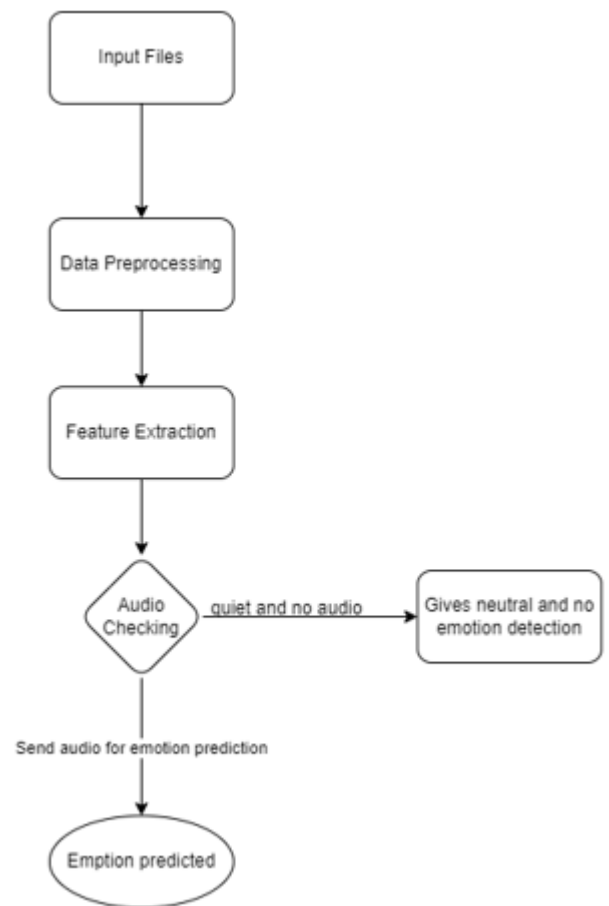 Input Files
Data Preprocessing
Feature Extraction
Audio
Checking
quiet and no audio
Gives neutral and no
emotion detection
Send audio for emotion prediction
Emption predicted